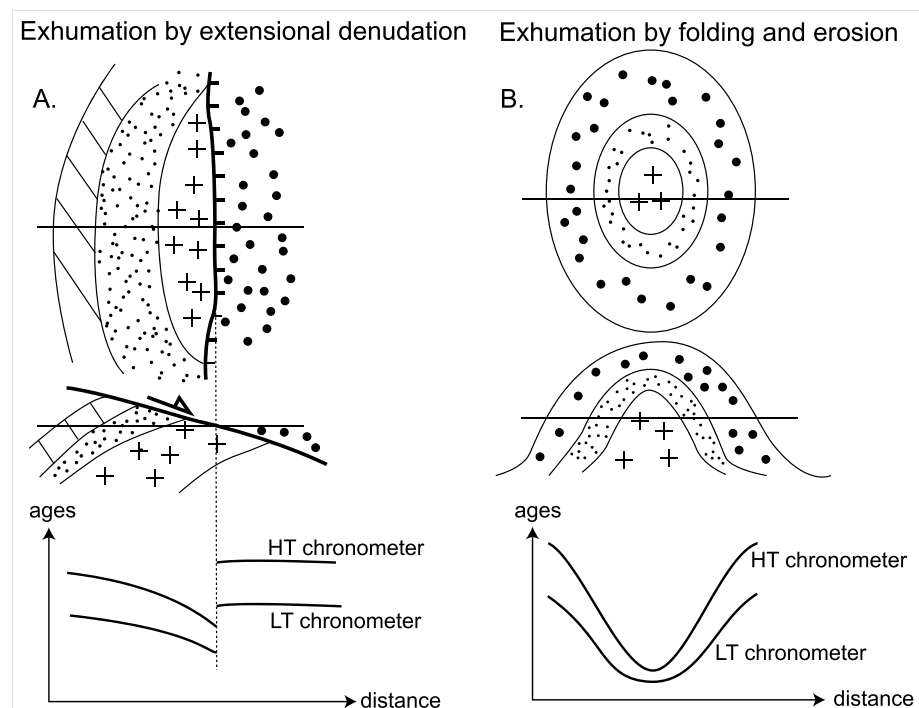 Exhumation by extensional denudation
Exhumation by folding and erosion
A.
B.
ages
HT chronometer
LT chronometer
distance
ages
HT chronometer
LT chronometer
distance